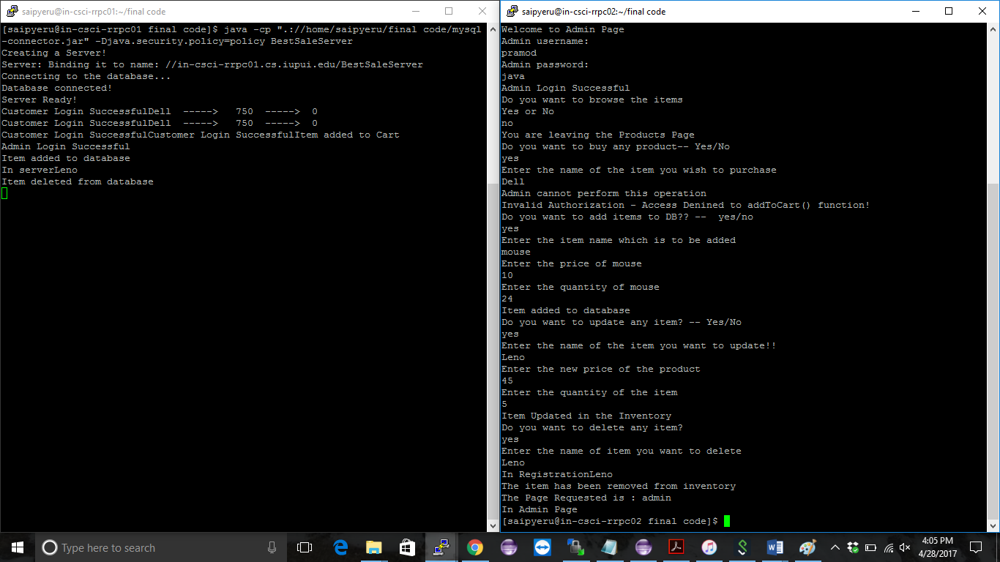 saipyeru@in-csci-rrpc01:~/final code
[saipyeru@in-csci-rrpc01 final code]$ java -cp ".://home/saipyeru/final code/mysql
-connector.jar" -Djava.security.policy=policy BestSaleServer
Creating a Server!
Server: Binding it to name: //in-csci-rrpc01.cs.iupui.edu/BestSaleServer
Connecting to the database...
Database connected!
Server Ready!
Customer Login SuccessfulDell  ----->   750  ----->  0
Customer Login SuccessfulDell  ----->   750  ----->  0
Customer Login SuccessfulCustomer Login SuccessfulItem added to Cart
Admin Login Successful
Item added to database
In serverLeno
Item deleted from database
saipyeru@in-csci-rrpc02:~/final code
Welcome to Admin Page
Admin username:
pramod
Admin password:
java
Admin Login Successful
Do you want to browse the items
Yes or No
no
You are leaving the Products Page
Do you want to buy any product-- Yes/No
yes
Enter the name of the item you wish to purchase
Dell
Admin cannot perform this operation
Invalid Authorization - Access Denined to addToCart() function!
Do you want to add items to DB?? --  yes/no
yes
Enter the item name which is to be added
mouse
Enter the price of mouse
10
Enter the quantity of mouse
24
Item added to database
Do you want to update any item? -- Yes/No
yes
Enter the name of the item you want to update!!
Leno
Enter the new price of the product
45
Enter the quantity of the item
5
Item Updated in the Inventory
Do you want to delete any item?
yes
Enter the name of item you want to delete
Leno
In RegistrationLeno
The item has been removed from inventory
The Page Requested is : admin
In Admin Page
[saipyeru@in-csci-rrpc02 final code]$
Type here to search
4:05 PM
4/28/2017